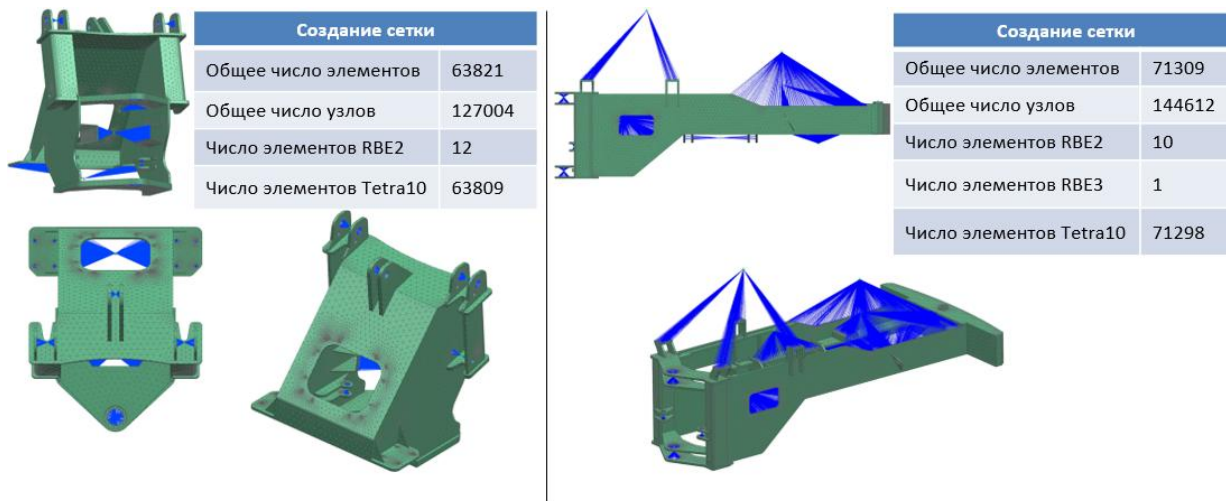 Создание сетки
Общее число элементов 63821
Общее число узлов 127004
Число элементов RBE2 12
Число элементов Tetra10 63809
Создание сетки
Общее число элементов 71309
Общее число узлов 144612
Число элементов RBE2 10
Число элементов RBE3 1
Число элементов Tetra10 71298